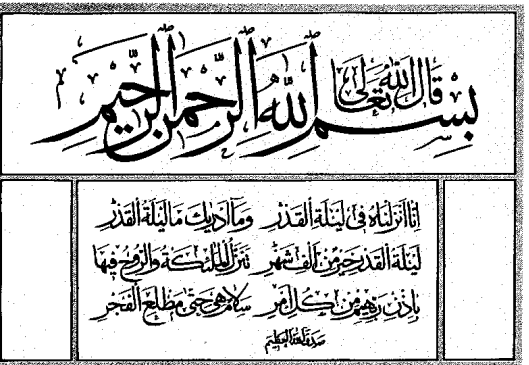 قال الله تعالى
بسم الله الرحمن الرحيم
إنا أنزلناه في ليلة القدر وما أدريك ما ليلة القدر
ليلة القدر خير من ألف شهر تنزل الملئكة والروح فيها
بإذن ربهم من كل أمر سلام هي حتى مطلع الفجر
صدق الله العظيم